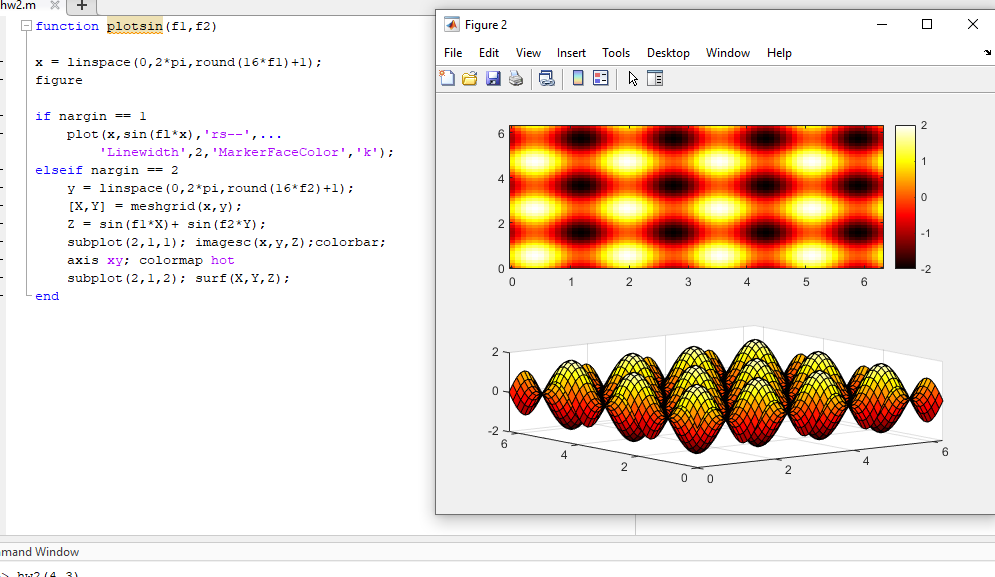 hw2.m
function plotsin(f1,f2)
x = linspace(0,2*pi,round(16*f1)+1);
figure
if nargin == 1
plot(x,sin(f1*x),'rs--',...
'Linewidth',2,'MarkerFaceColor','k');
elseif nargin == 2
y = linspace(0,2*pi,round(16*f2)+1);
[X,Y] = meshgrid(x,y);
Z = sin(f1*X)+ sin(f2*Y);
subplot(2,1,1); imagesc(x,y,Z);colorbar;
axis xy; colormap hot
subplot(2,1,2); surf(X,Y,Z);
end
Figure 2
File Edit View Insert Tools Desktop Window Help
6
4
2
0
0 1 2 3 4 5 6
2
1
0
-1
-2
2
0
-2
6
4
2
0
0
2
4
6
mmand Window
> hw2(4,3)